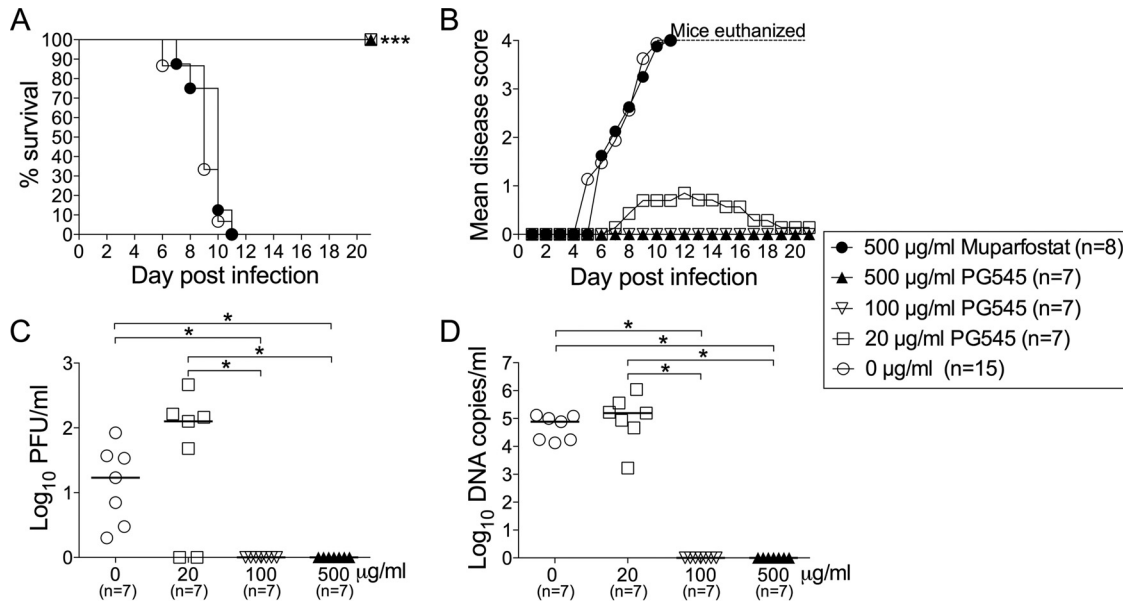 A
% survival
100
90
80
70
60
50
40
30
20
10
0
***
0 2 4 6 8 10 12 14 16 18 20
Day post infection
B
Mean disease score
4
3
2
1
0
Mice euthanized
0 2 4 6 8 10 12 14 16 18 20
Day post infection
500 µg/ml Muparfostat (n=8)
500 µg/ml PG545 (n=7)
100 µg/ml PG545 (n=7)
20 µg/ml PG545 (n=7)
0 µg/ml (n=15)
C
Log10 PFU/ml
3
2
1
0
*
*
*
*
0 20 100 500 µg/ml
(n=7) (n=7) (n=7) (n=7)
D
Log10 DNA copies/ml
7
6
5
4
3
2
1
0
*
*
*
*
0 20 100 500 µg/ml
(n=7) (n=7) (n=7) (n=7)